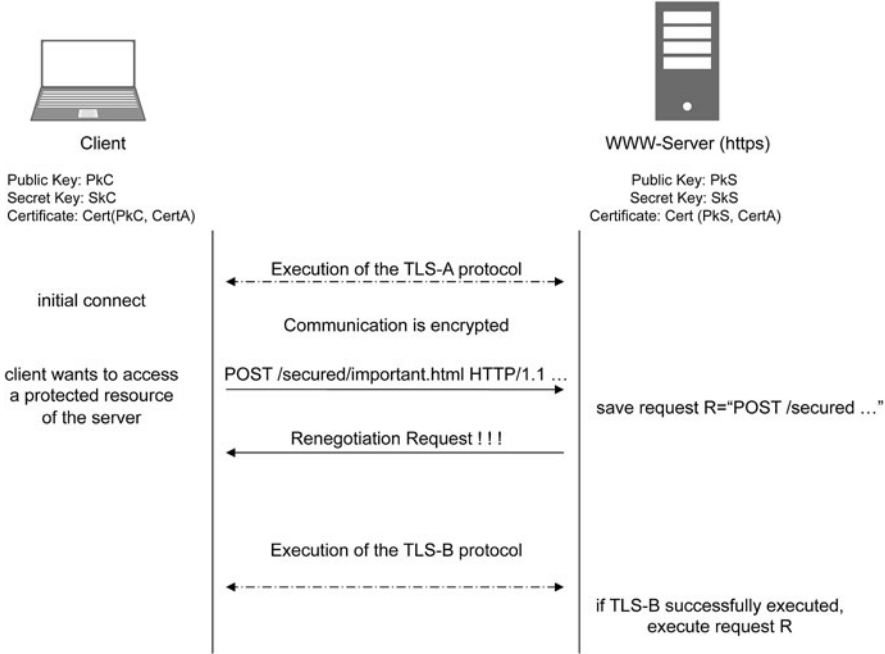 Client
WWW-Server (https)
Public Key: PkC
Secret Key: SkC
Certificate: Cert(PkC, CertA)
Public Key: PkS
Secret Key: SkS
Certificate: Cert (PkS, CertA)
Execution of the TLS-A protocol
initial connect
Communication is encrypted
client wants to access
a protected resource
of the server
POST /secured/important.html HTTP/1.1 ...
save request R=“POST /secured ...”
Renegotiation Request ! ! !
Execution of the TLS-B protocol
if TLS-B successfully executed,
execute request R